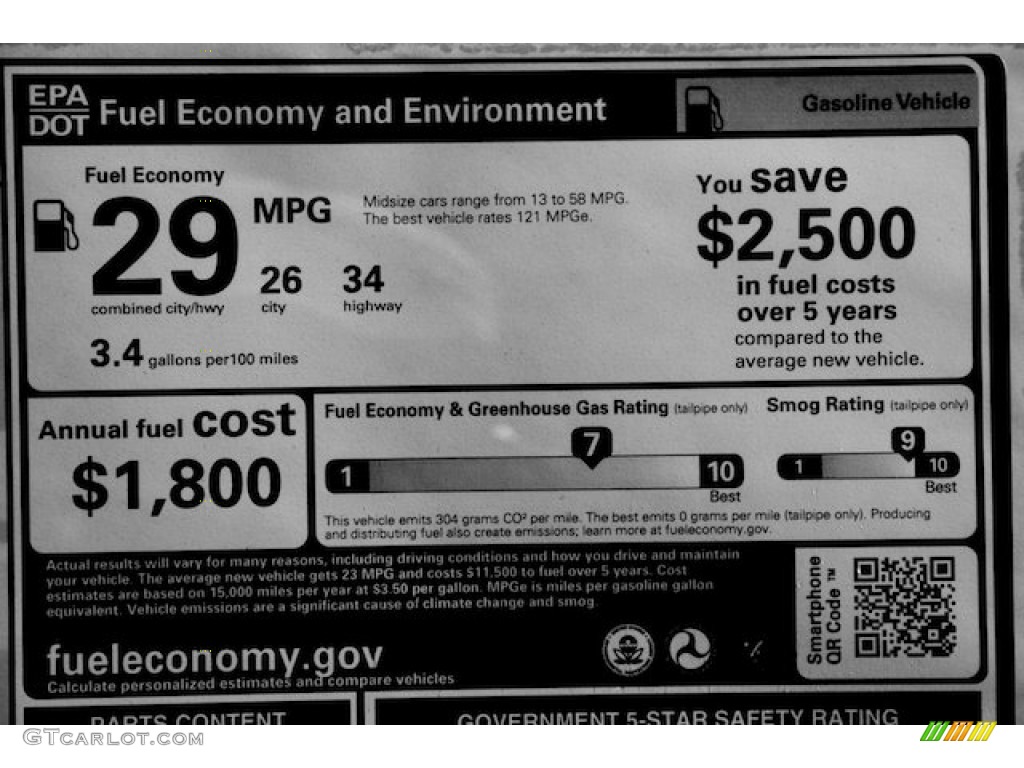 EPA
DOT
Fuel Economy and Environment
Gasoline Vehicle
Fuel Economy
29
MPG
Midsize cars range from 13 to 58 MPG.
The best vehicle rates 121 MPGe.
combined city/hwy
26
city
34
highway
3.4 gallons per100 miles
You save
$2,500
in fuel costs
over 5 years
compared to the
average new vehicle.
Annual fuel cost
$1,800
Fuel Economy & Greenhouse Gas Rating (tailpipe only)
7
1
10
Best
Smog Rating (tailpipe only)
9
1
10
Best
This vehicle emits 304 grams CO² per mile. The best emits 0 grams per mile (tailpipe only). Producing
and distributing fuel also create emissions; learn more at fueleconomy.gov.
Actual results will vary for many reasons, including driving conditions and how you drive and maintain
your vehicle. The average new vehicle gets 23 MPG and costs $11,500 to fuel over 5 years. Cost
estimates are based on 15,000 miles per year at $3.50 per gallon. MPGe is miles per gasoline gallon
equivalent. Vehicle emissions are a significant cause of climate change and smog.
fueleconomy.gov
Calculate personalized estimates and compare vehicles
Smartphone
QR Code ™
PARTS CONTENT
GOVERNMENT 5-STAR SAFETY RATING
GTcarlot.com